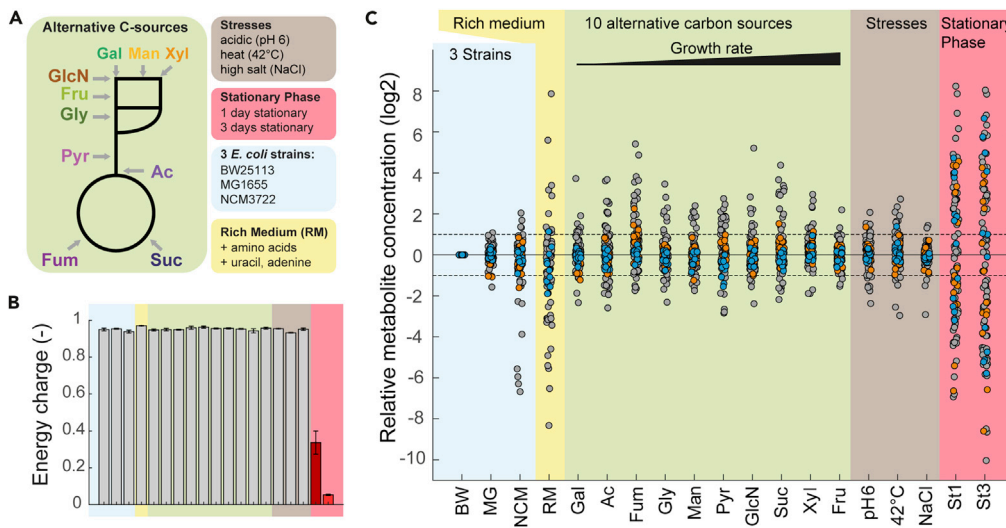 A
Alternative C-sources
Gal Man Xyl
GlcN
Fru
Gly
Pyr
Ac
Fum
Suc
Stresses
acidic (pH 6)
heat (42°C)
high salt (NaCl)
Stationary Phase
1 day stationary
3 days stationary
3 E. coli strains:
BW25113
MG1655
NCM3722
Rich Medium (RM)
+ amino acids
+ uracil, adenine
B
Energy charge (-)
1
0.8
0.6
0.4
0.2
0
C
Rich medium
10 alternative carbon sources
Stresses
Stationary
Phase
3 Strains
Growth rate
Relative metabolite concentration (log2)
8
6
4
2
0
-2
-4
-6
-8
-10
BW
MG
NCM
RM
Gal
Ac
Fum
Gly
Man
Pyr
GlcN
Suc
Xyl
Fru
pH6
42°C
NaCl
St1
St3